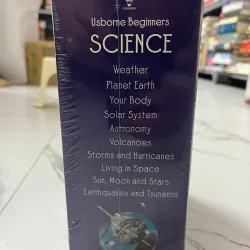 Usborne Beginners
SCIENCE
Weather
Planet Earth
Your Body
Solar System
Astronomy
Volcanoes
Storms and Hurricanes
Living in Space
Sun, Moon and Stars
Earthquakes and Tsunamis